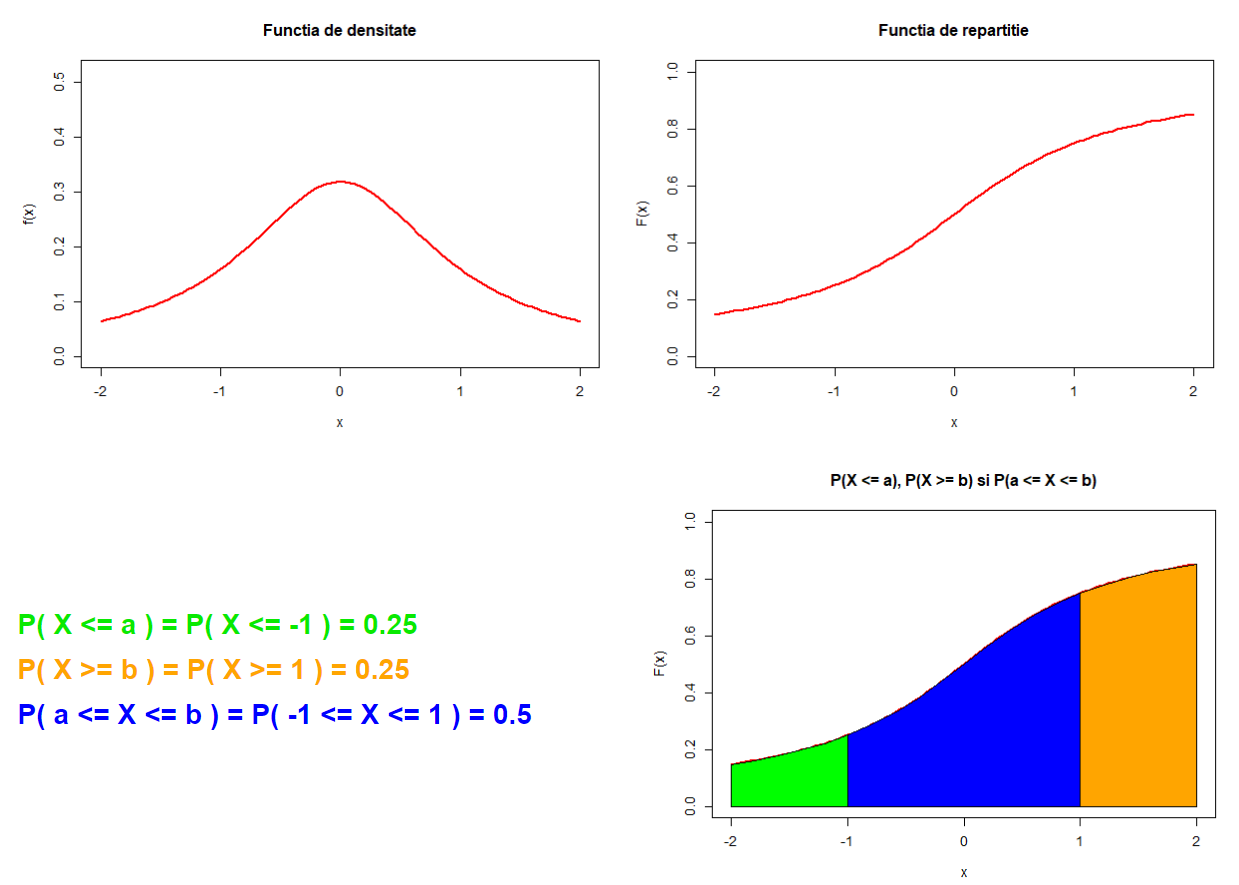 Functia de densitate
f(x)
0.5
0.4
0.3
0.2
0.1
0.0
-2 -1 0 1 2
x
Functia de repartitie
F(x)
1.0
0.8
0.6
0.4
0.2
0.0
-2 -1 0 1 2
x
P( X <= a ) = P( X <= -1 ) = 0.25
P( X >= b ) = P( X >= 1 ) = 0.25
P( a <= X <= b ) = P( -1 <= X <= 1 ) = 0.5
P(X <= a), P(X >= b) si P(a <= X <= b)
F(x)
1.0
0.8
0.6
0.4
0.2
0.0
-2 -1 0 1 2
x